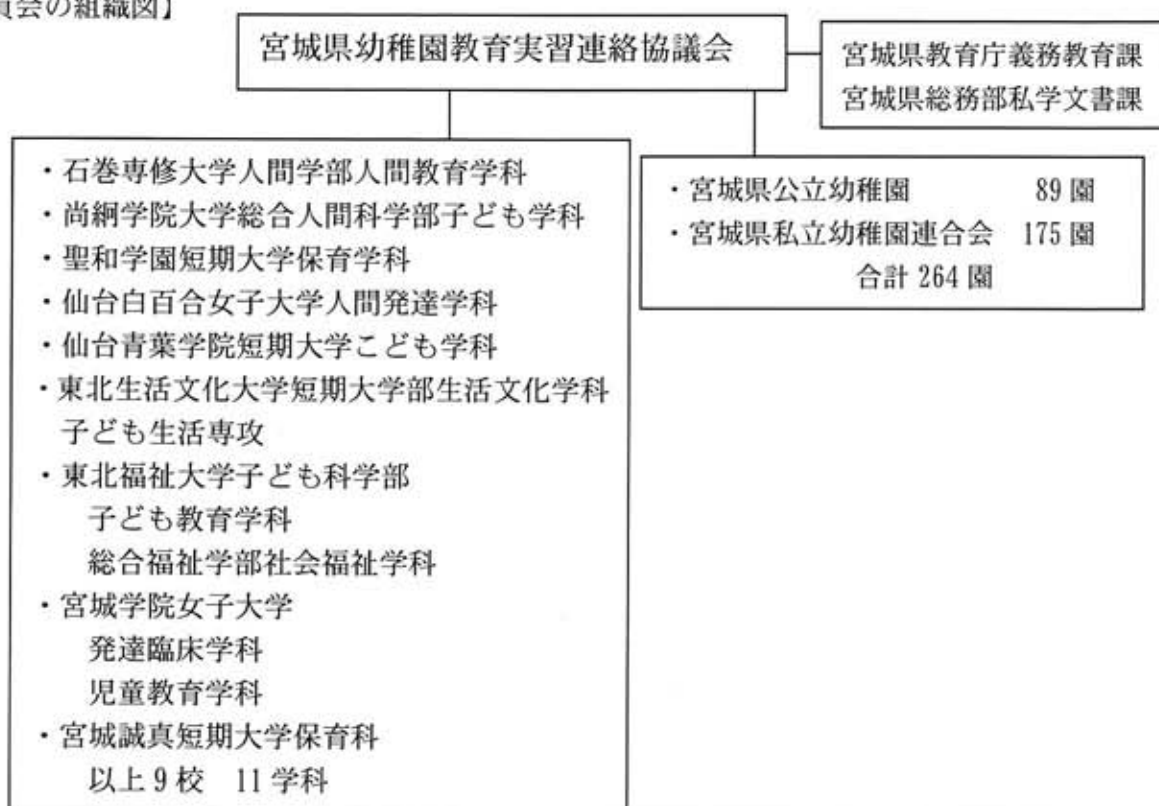 員会の組織図】
宮城県幼稚園教育実習連絡協議会
宮城県教育庁義務教育課
宮城県総務部私学文書課
・石巻専修大学人間学部人間教育学科
・尚絅学院大学総合人間科学部子ども学科
・聖和学園短期大学保育学科
・仙台白百合女子大学人間発達学科
・仙台青葉学院短期大学こども学科
・東北生活文化大学短期大学部生活文化学科
子ども生活専攻
・東北福祉大学子ども科学部
子ども教育学科
総合福祉学部社会福祉学科
・宮城学院女子大学
発達臨床学科
児童教育学科
・宮城誠真短期大学保育科
以上9校 11学科
・宮城県公立幼稚園 89園
・宮城県私立幼稚園連合会 175園
合計264園